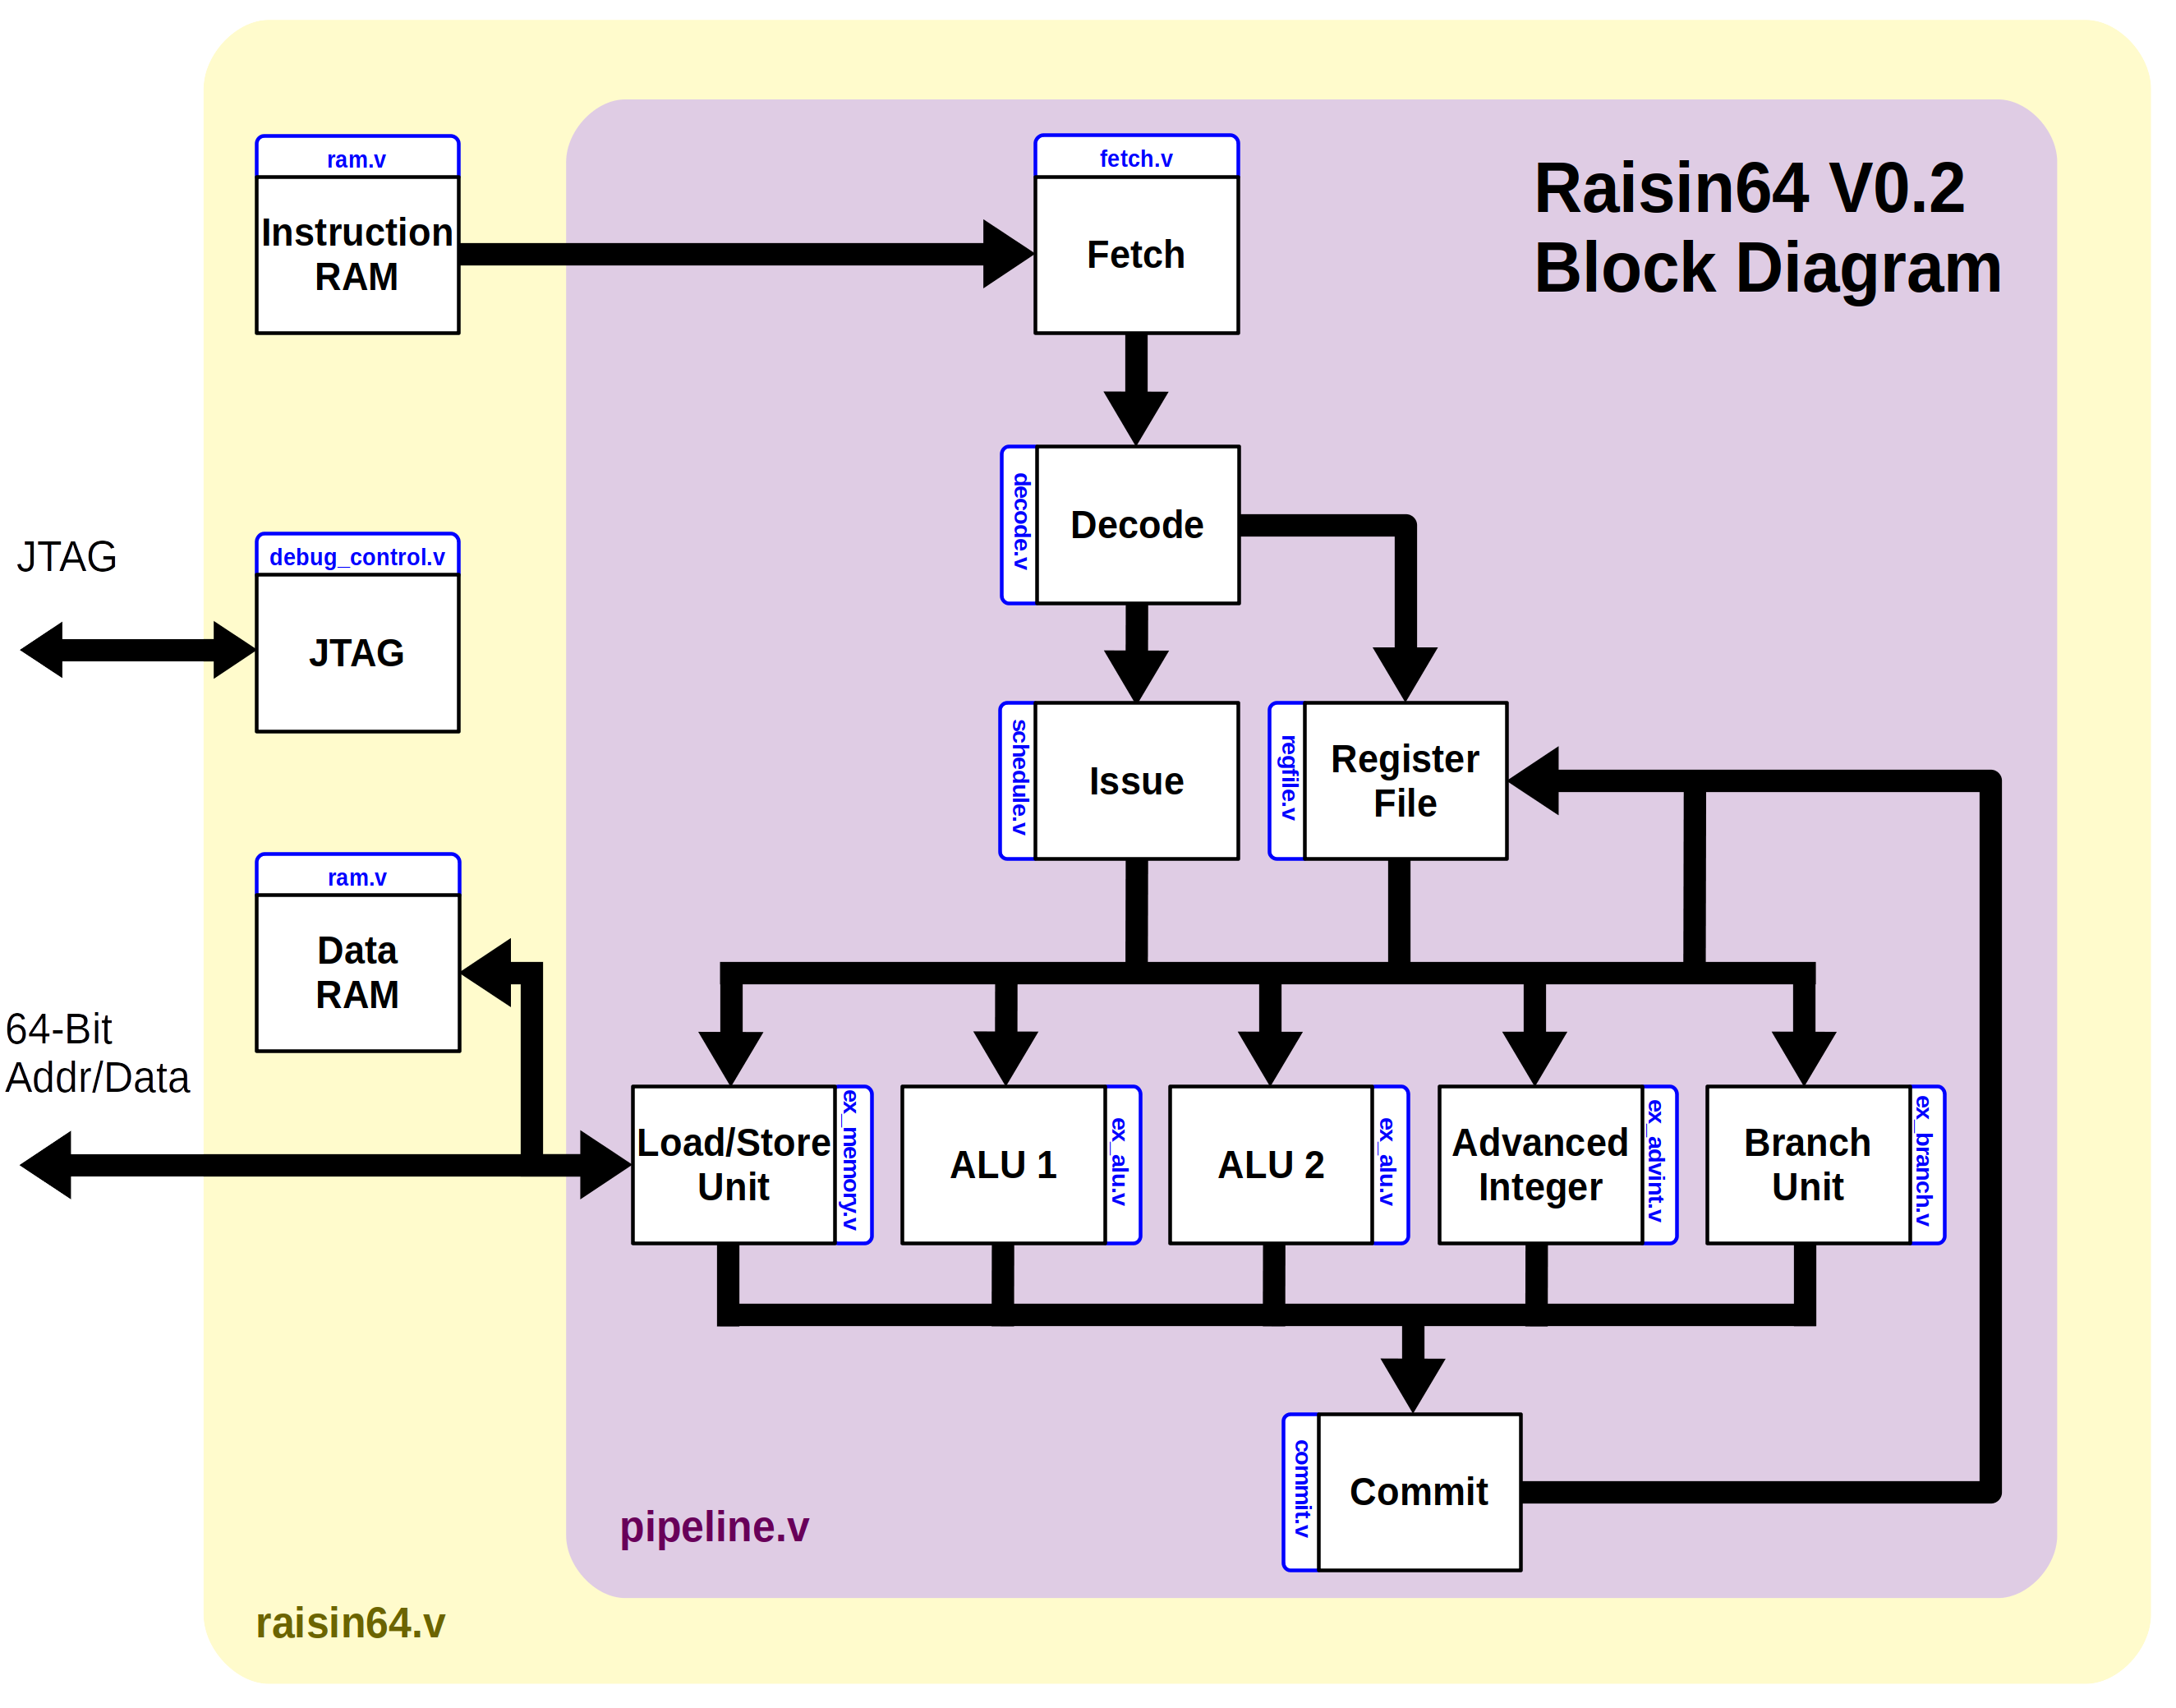 Raisin64 V0.2
Block Diagram
ram.v
Instruction
RAM
fetch.v
Fetch
decode.v
Decode
JTAG
debug_control.v
JTAG
schedule.v
Issue
regfile.v
Register
File
ram.v
Data
RAM
64-Bit
Addr/Data
Load/Store
Unit
ex_memory.v
ALU 1
ex_alu.v
ALU 2
ex_alu.v
Advanced
Integer
ex_advint.v
Branch
Unit
ex_branch.v
commit.v
Commit
pipeline.v
raisin64.v